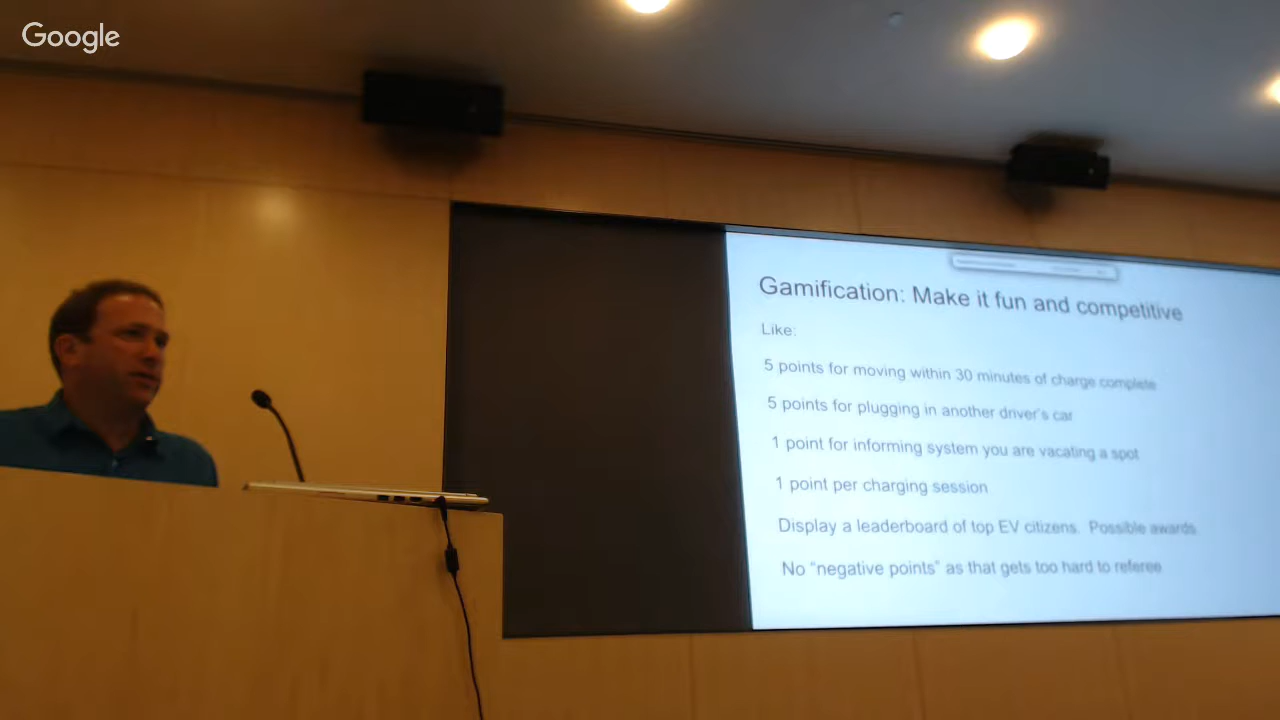 Google
Gamification: Make it fun and competitive
Like:
5 points for moving within 30 minutes of charge complete
5 points for plugging in another driver's car
1 point for informing system you are vacating a spot
1 point per charging session
Display a leaderboard of top EV citizens. Possible awards
No "negative points" as that gets too hard to referee